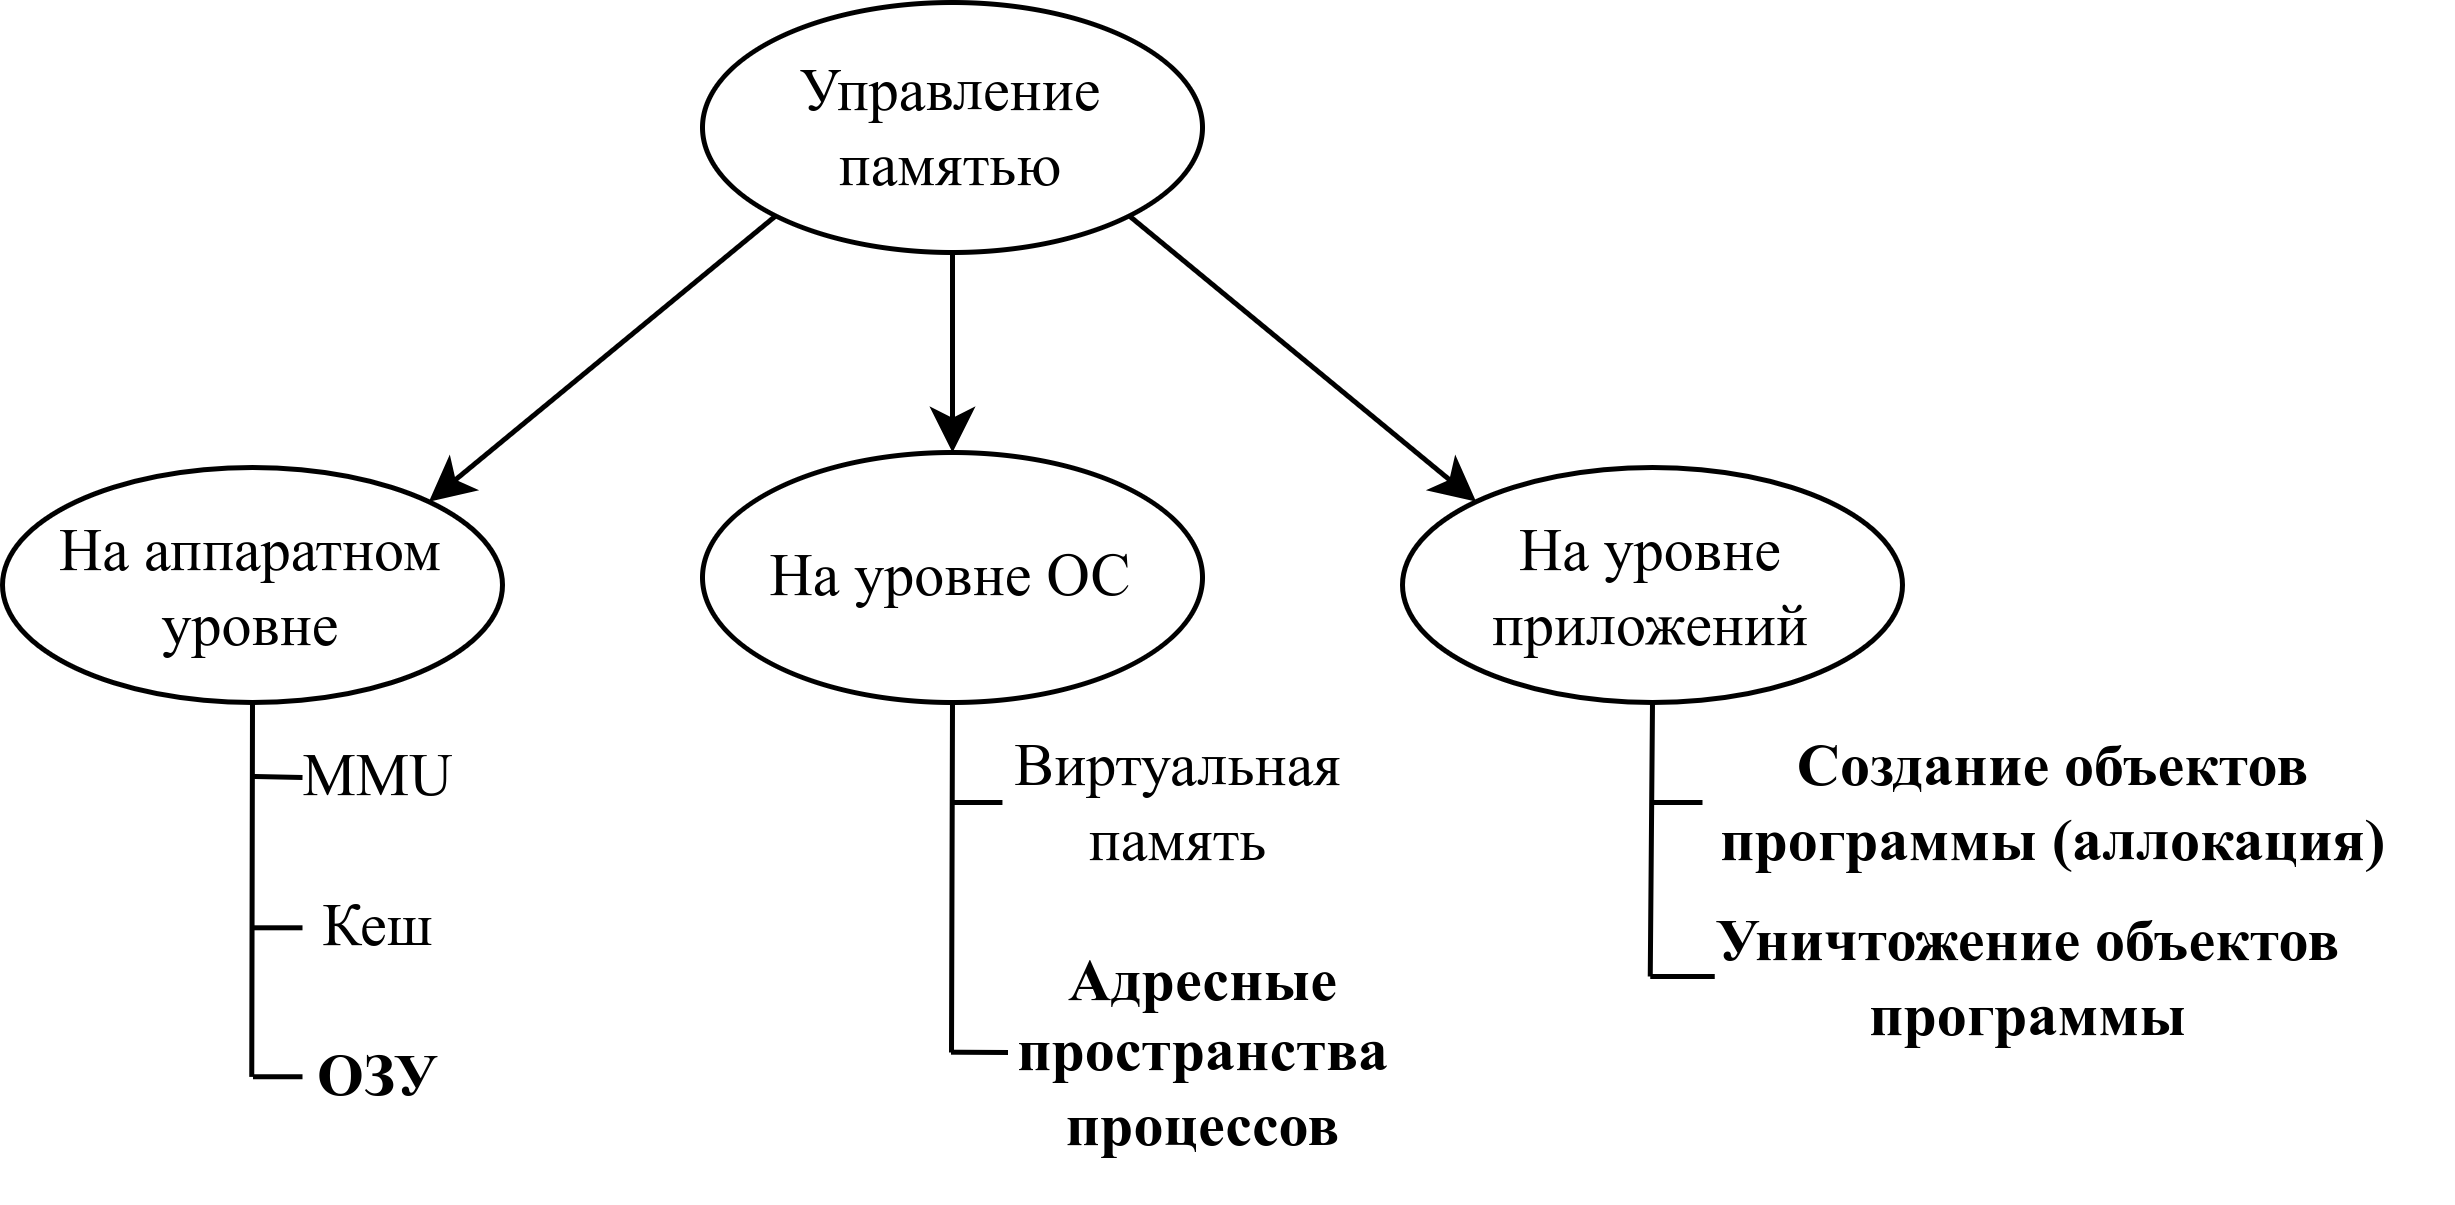 Управление
памятью
На аппаратном
уровне
На уровне ОС
На уровне
приложений
MMU
Кеш
ОЗУ
Виртуальная
память
Адресные
пространства
процессов
Создание объектов
программы (аллокация)
Уничтожение объектов
программы